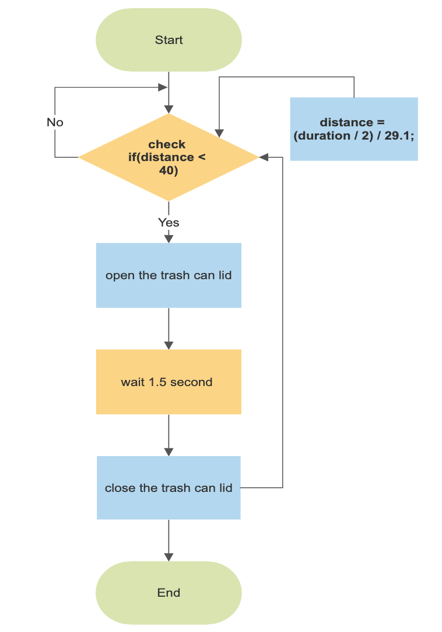 Start
No
check
if(distance <
40)
distance =
(duration / 2) / 29.1;
Yes
open the trash can lid
wait 1.5 second
close the trash can lid
End